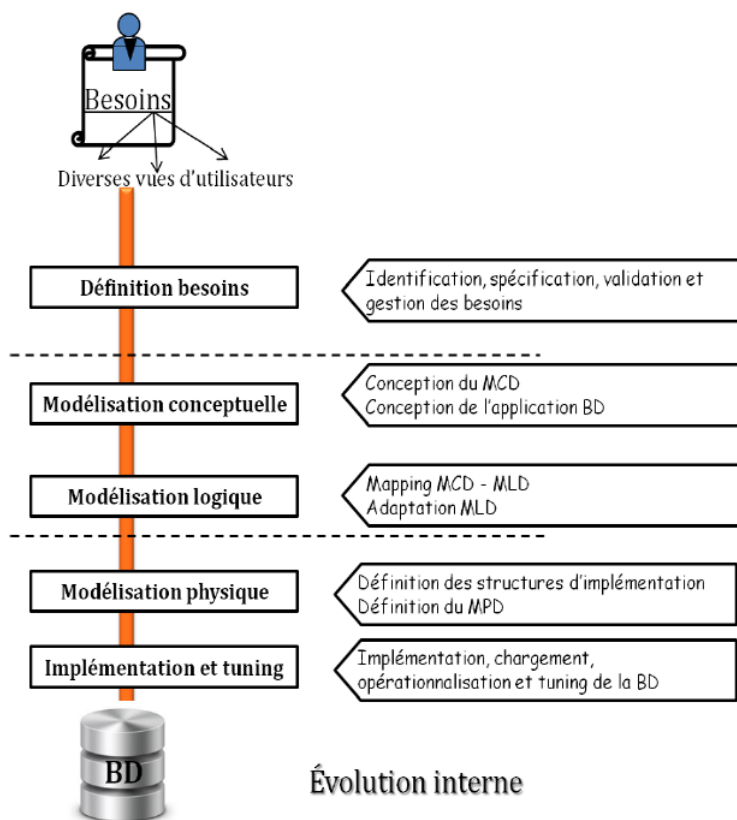 Besoins
Diverses vues d'utilisateurs
Définition besoins
Identification, spécification, validation et
gestion des besoins
Modélisation conceptuelle
Conception du MCD
Conception de l'application BD
Modélisation logique
Mapping MCD - MLD
Adaptation MLD
Modélisation physique
Définition des structures d'implémentation
Définition du MPD
Implémentation et tuning
Implémentation, chargement,
opérationnalisation et tuning de la BD
BD
Évolution interne